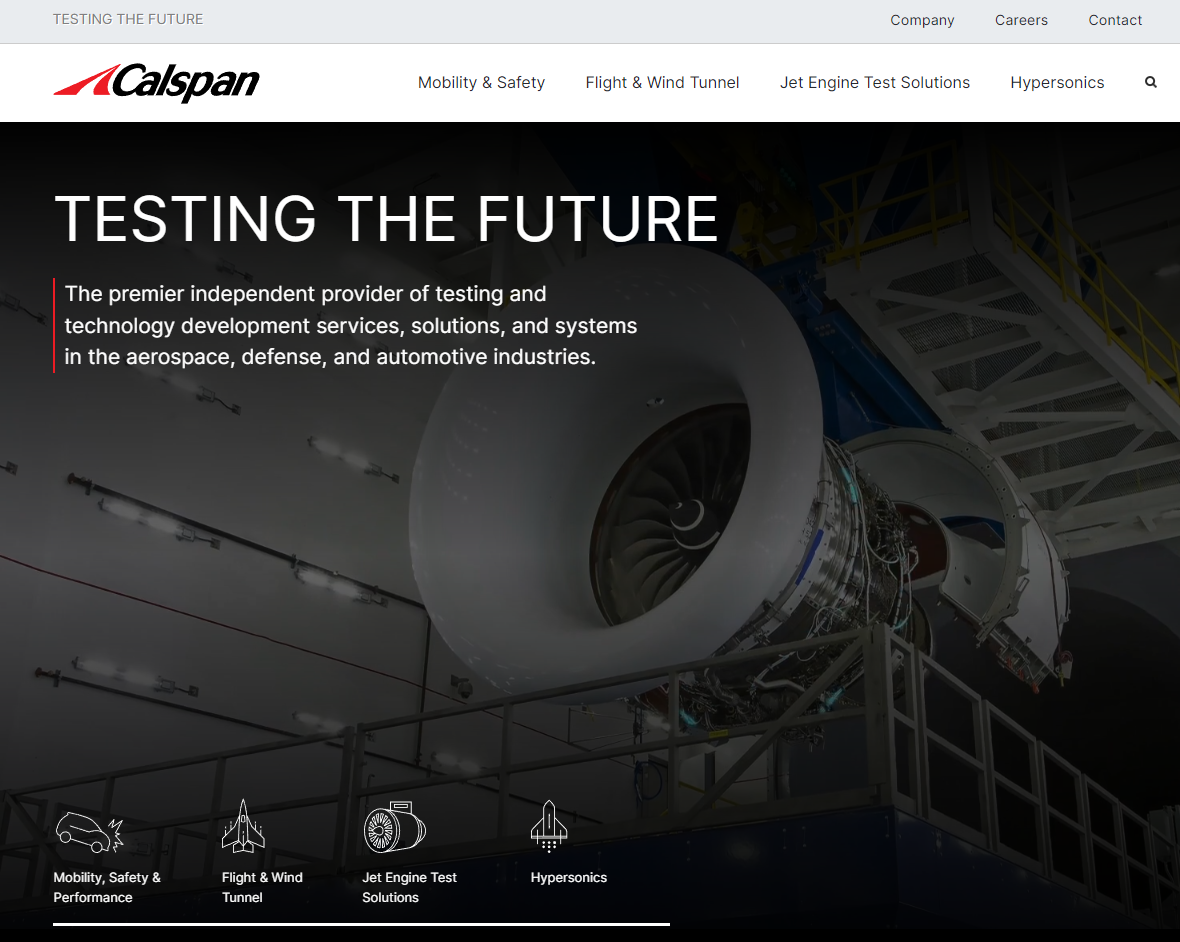 TESTING THE FUTURE
Company Careers Contact
Calspan
Mobility & Safety Flight & Wind Tunnel Jet Engine Test Solutions Hypersonics
TESTING THE FUTURE
The premier independent provider of testing and
technology development services, solutions, and systems
in the aerospace, defense, and automotive industries.
Mobility, Safety &
Performance
Flight & Wind
Tunnel
Jet Engine Test
Solutions
Hypersonics